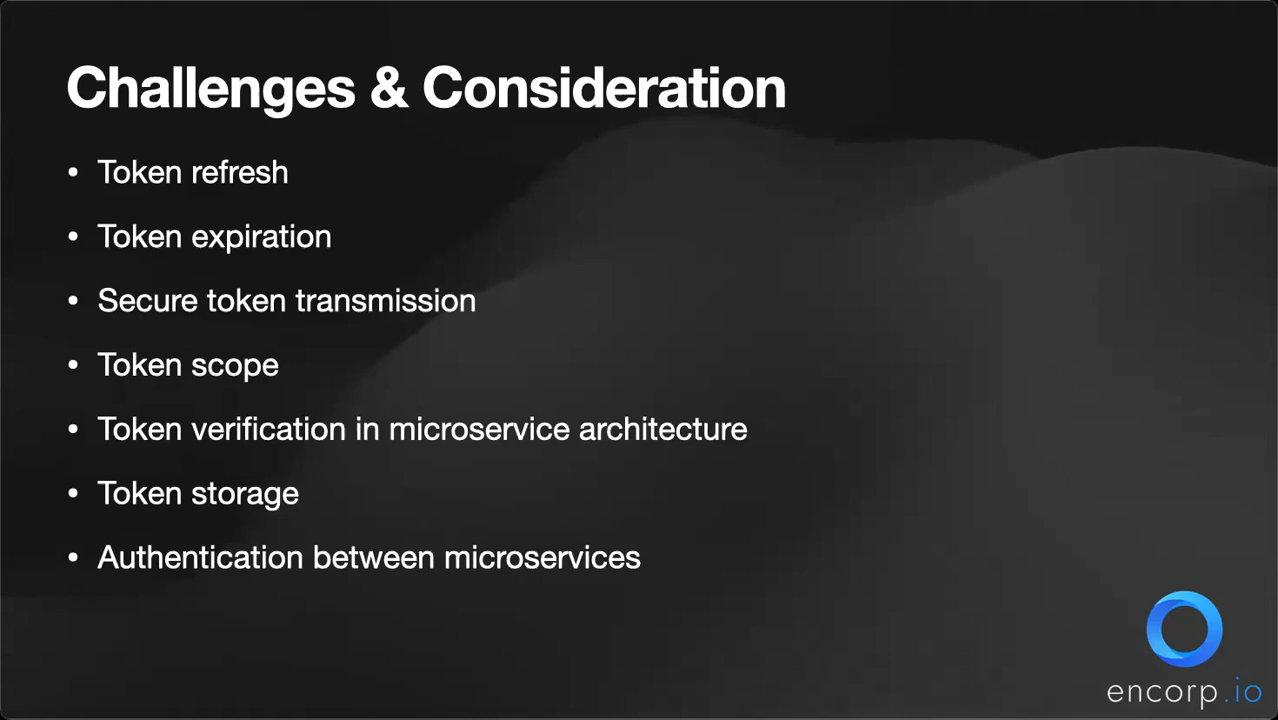 Challenges & Consideration
• Token refresh
• Token expiration
• Secure token transmission
• Token scope
• Token verification in microservice architecture
• Token storage
• Authentication between microservices
encorp.io